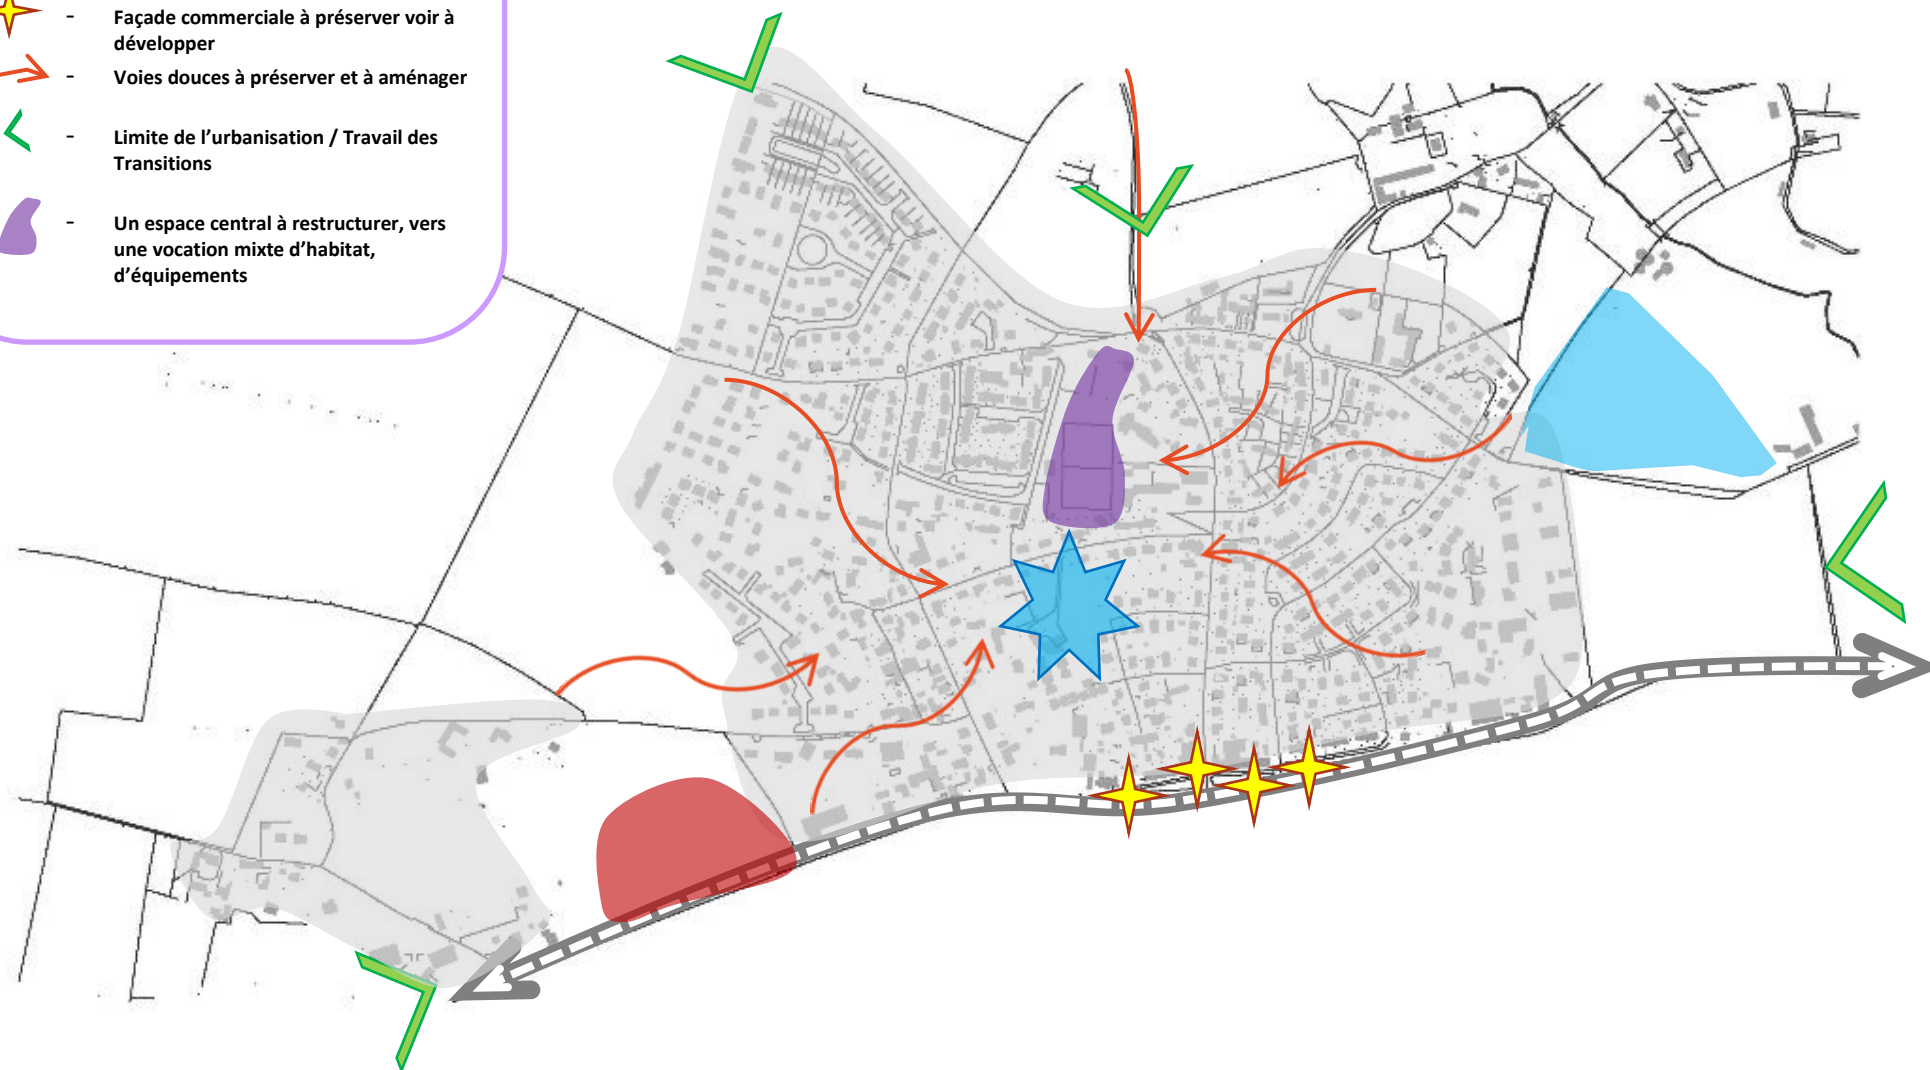 - Façade commerciale à préserver voir à
développer
- Voies douces à préserver et à aménager
- Limite de l'urbanisation / Travail des
Transitions
- Un espace central à restructurer, vers
une vocation mixte d'habitat,
d'équipements